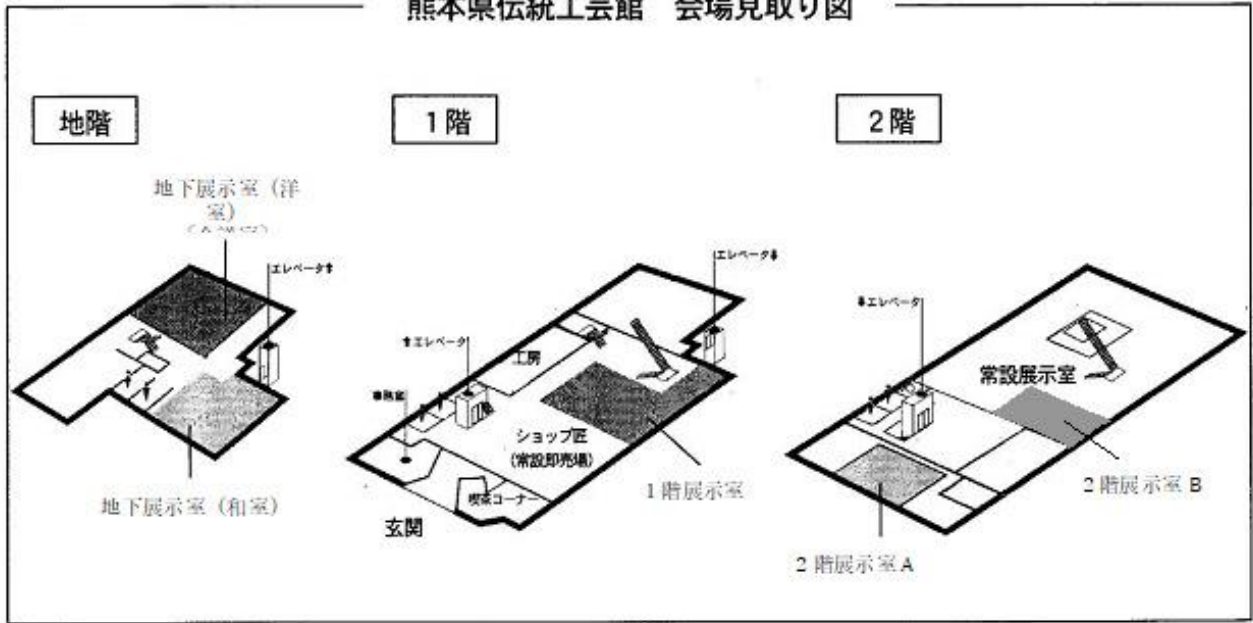 熊本県伝統工芸館 会場見取り図
地階
1階
2階
地下展示室（洋
室）
エレベータ⬆
地下展示室（和室）
エレベータ⬇
⬆エレベータ
工房
事務室
ショップ匠
(常設即売場)
喫茶コーナー
玄関
1階展示室
⬇エレベータ
常設展示室
2階展示室A
2階展示室B